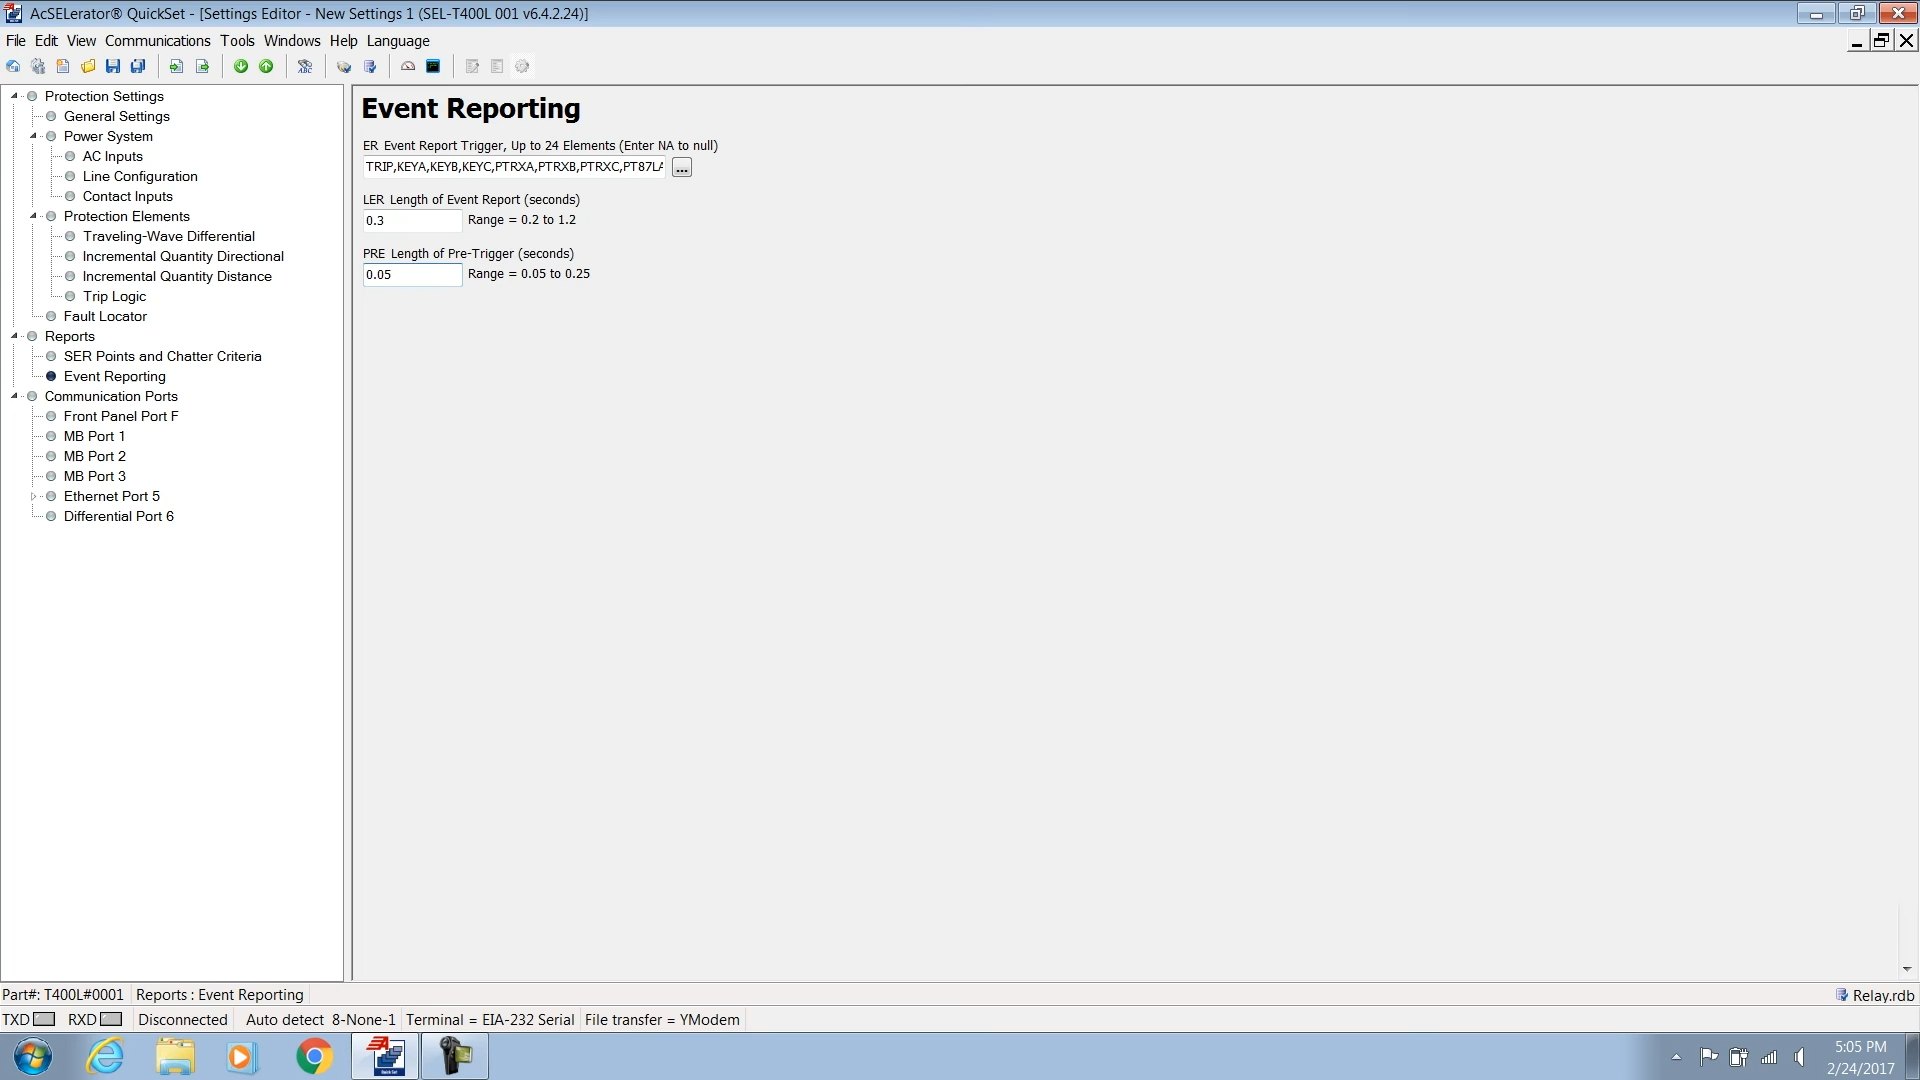 AcSELerator® QuickSet - [Settings Editor - New Settings 1 (SEL-T400L 001 v6.4.2.24)]
File Edit View Communications Tools Windows Help Language
Protection Settings
General Settings
Power System
AC Inputs
Line Configuration
Contact Inputs
Protection Elements
Traveling-Wave Differential
Incremental Quantity Directional
Incremental Quantity Distance
Trip Logic
Fault Locator
Reports
SER Points and Chatter Criteria
Event Reporting
Communication Ports
Front Panel Port F
MB Port 1
MB Port 2
MB Port 3
Ethernet Port 5
Differential Port 6
Event Reporting
ER Event Report Trigger, Up to 24 Elements (Enter NA to null)
TRIP,KEYA,KEYB,KEYC,PTRXA,PTRXB,PTRXC,PT87LA ...
LER Length of Event Report (seconds)
0.3 Range = 0.2 to 1.2
PRE Length of Pre-Trigger (seconds)
0.05 Range = 0.05 to 0.25
Part#: T400L#0001 Reports : Event Reporting Relay.rdb
TXD RXD Disconnected Auto detect 8-None-1 Terminal = EIA-232 Serial File transfer = YModem
Quick Set
5:05 PM
2/24/2017